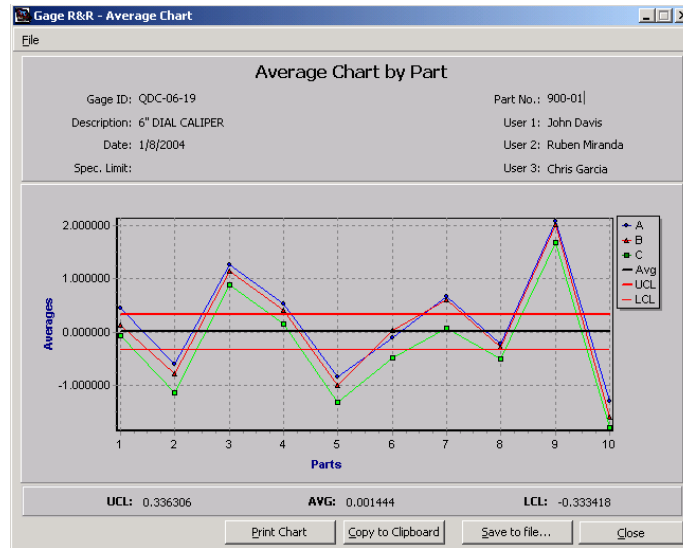 Gage R&R - Average Chart
File
Average Chart by Part
Gage ID: QDC-06-19
Part No.: 900-01
Description: 6" DIAL CALIPER
User 1: John Davis
Date: 1/8/2004
User 2: Ruben Miranda
Spec. Limit:
User 3: Chris Garcia
2.000000
1.000000
0.000000
-1.000000
Averages
A
B
C
Avg
UCL
LCL
1 2 3 4 5 6 7 8 9 10
Parts
UCL: 0.336306 AVG: 0.001444 LCL: -0.333418
Print Chart Copy to Clipboard Save to file... Close